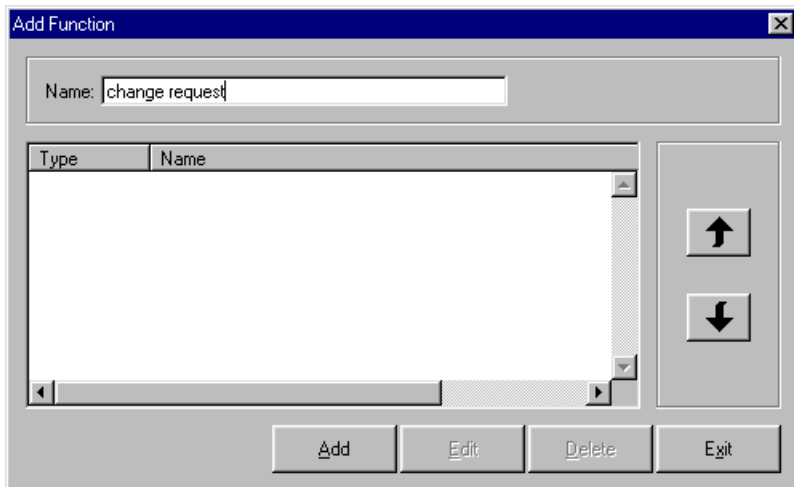 Add Function
Name: change request
Type Name
Add Edit Delete Exit